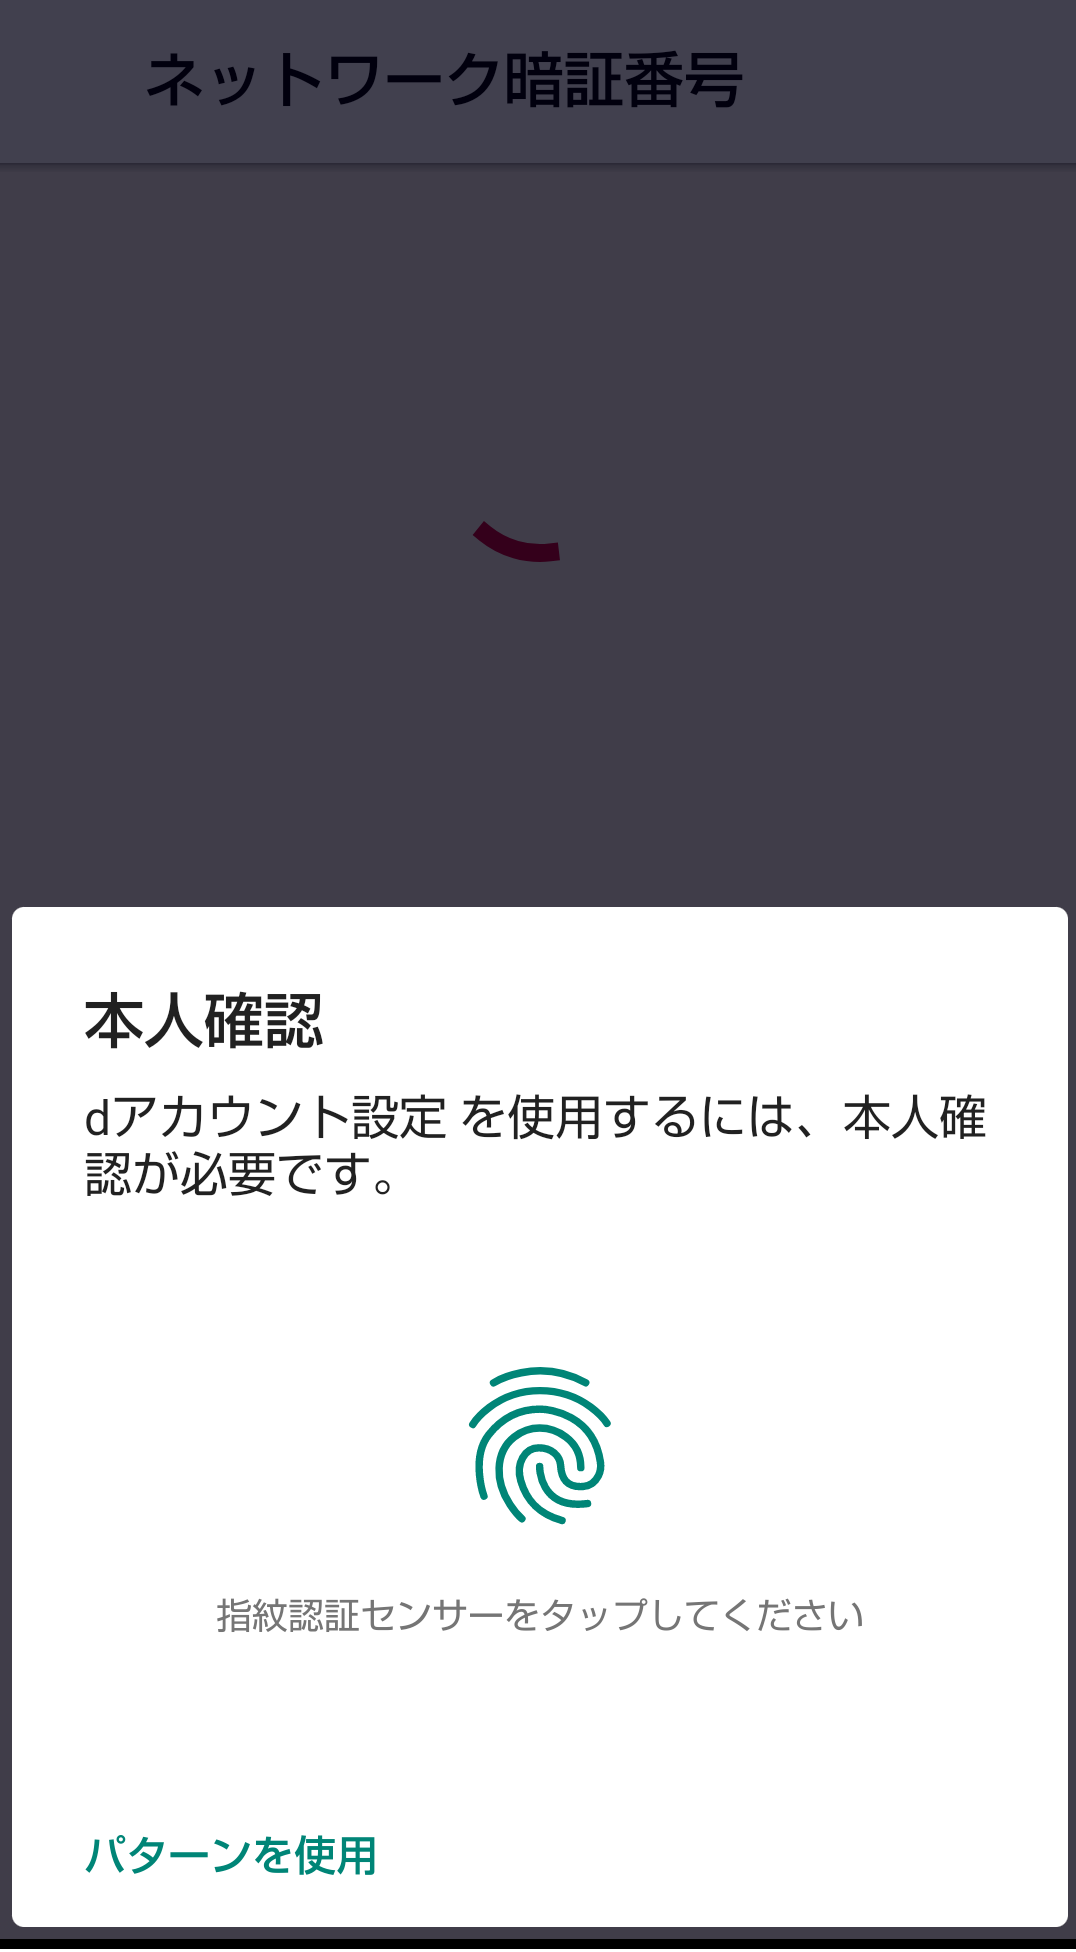 ネットワーク暗証番号
本人確認
dアカウント設定 を使用するには、本人確
認が必要です。
指紋認証センサーをタップしてください
パターンを使用